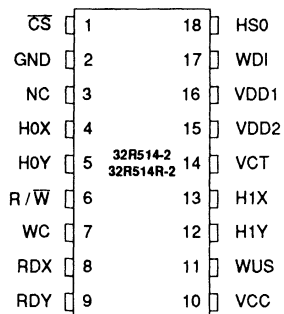 C̅S̅ 1 18 HS0
GND 2 17 WDI
NC 3 16 VDD1
H0X 4 15 VDD2
H0Y 5 32R514-2 14 VCT
32R514R-2
R/W̅ 6 13 H1X
WC 7 12 H1Y
RDX 8 11 WUS
RDY 9 10 VCC